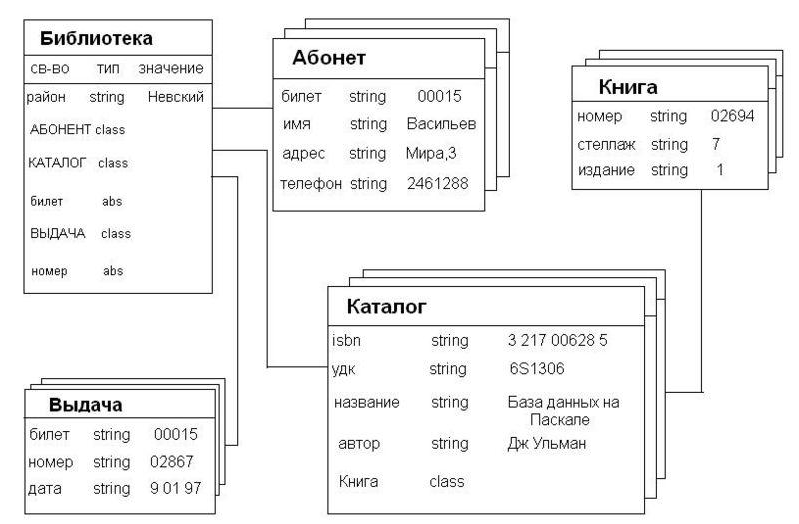 Библиотека
св-во тип значение
район string Невский
АБОНЕНТ class
КАТАЛОГ class
билет abs
ВЫДАЧА class
номер abs
Абонет
билет string 00015
имя string Васильев
адрес string Мира,3
телефон string 2461288
Книга
номер string 02694
стеллаж string 7
издание string 1
Каталог
isbn string 3 217 00628 5
удк string 6S1306
название string База данных на
Паскале
автор string Дж Ульман
Книга class
Выдача
билет string 00015
номер string 02867
дата string 9 01 97